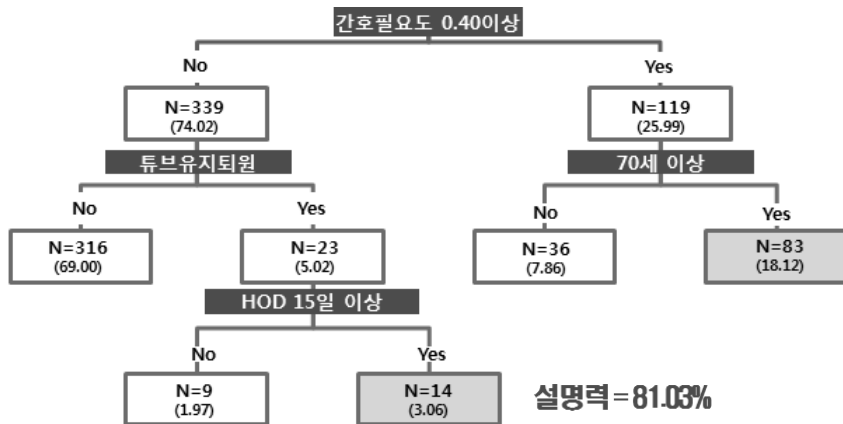 간호필요도 0.40이상
No
Yes
N=339
(74.02)
N=119
(25.99)
튜브유지퇴원
70세 이상
No
Yes
No
Yes
N=316
(69.00)
N=23
(5.02)
N=36
(7.86)
N=83
(18.12)
HOD 15일 이상
No
Yes
N=9
(1.97)
N=14
(3.06)
설명력=81.03%